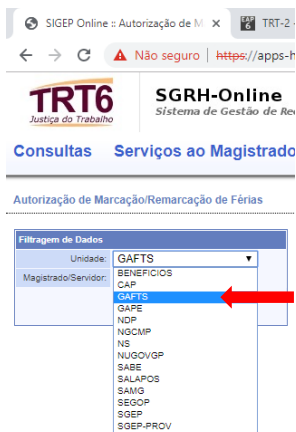 SIGEP Online :: Autorização de M
TRT-2 -
Não seguro | https://apps-h
TRT6
Justiça do Trabalho
SGRH-Online
Sistema de Gestão de Re
Consultas Serviços ao Magistrado
Autorização de Marcação/Remarcação de Férias
Filtragem de Dados
Unidade: GAFTS
Magistrado/Servidor:
BENEFICIOS
CAP
GAFTS
GAPE
NDP
NGCMP
NS
NUGOVGP
SABE
SALAPOS
SAMG
SEGOP
SGEP
SGEP-PROV